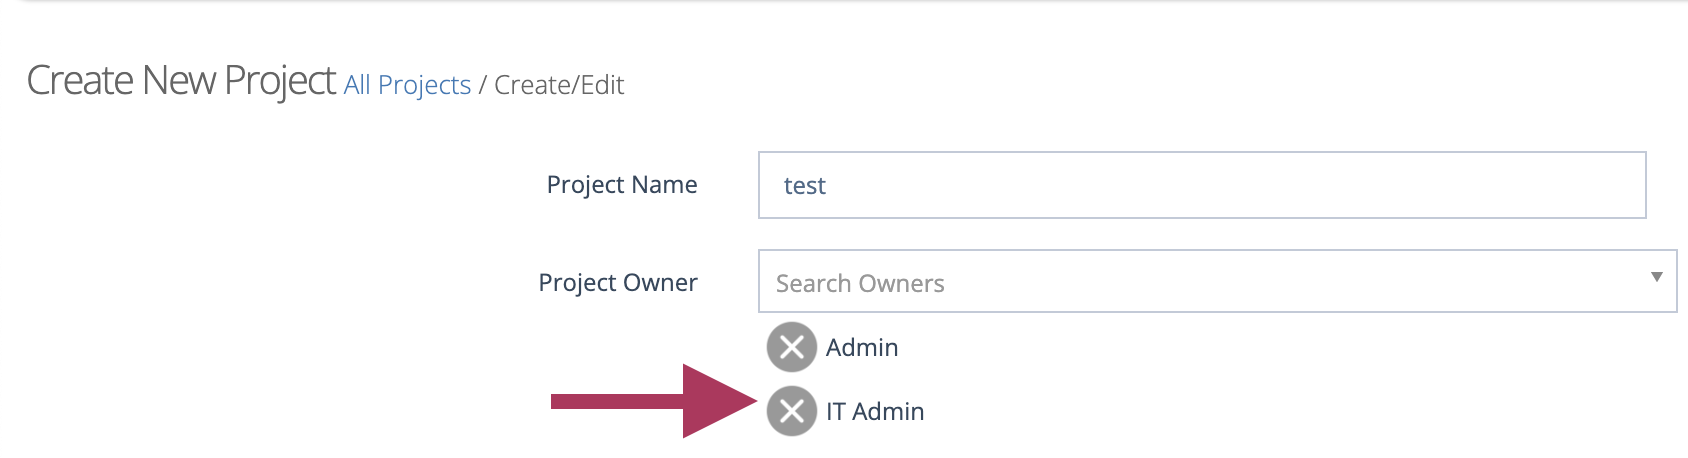 Create New Project All Projects / Create/Edit
Project Name
test
Project Owner
Search Owners
Admin
IT Admin